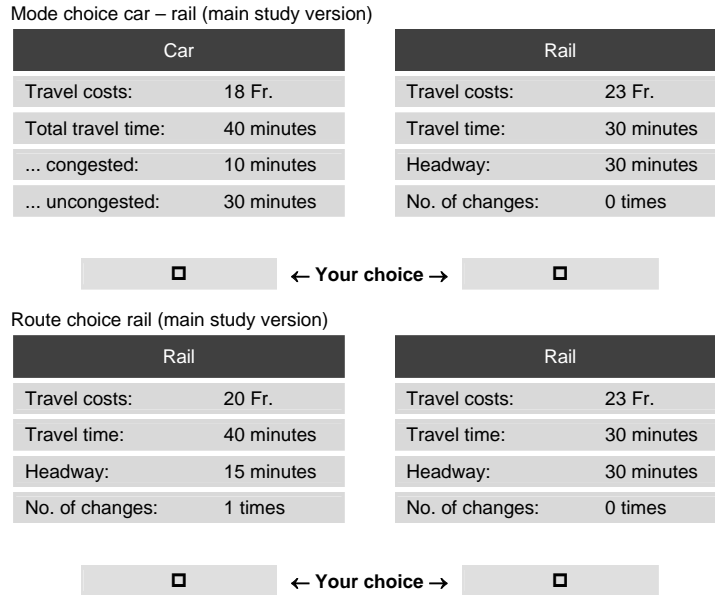 Mode choice car – rail (main study version)
Car Rail
Travel costs: 18 Fr. Travel costs: 23 Fr.
Total travel time: 40 minutes Travel time: 30 minutes
... congested: 10 minutes Headway: 30 minutes
... uncongested: 30 minutes No. of changes: 0 times
← Your choice →
Route choice rail (main study version)
Rail Rail
Travel costs: 20 Fr. Travel costs: 23 Fr.
Travel time: 40 minutes Travel time: 30 minutes
Headway: 15 minutes Headway: 30 minutes
No. of changes: 1 times No. of changes: 0 times
← Your choice →